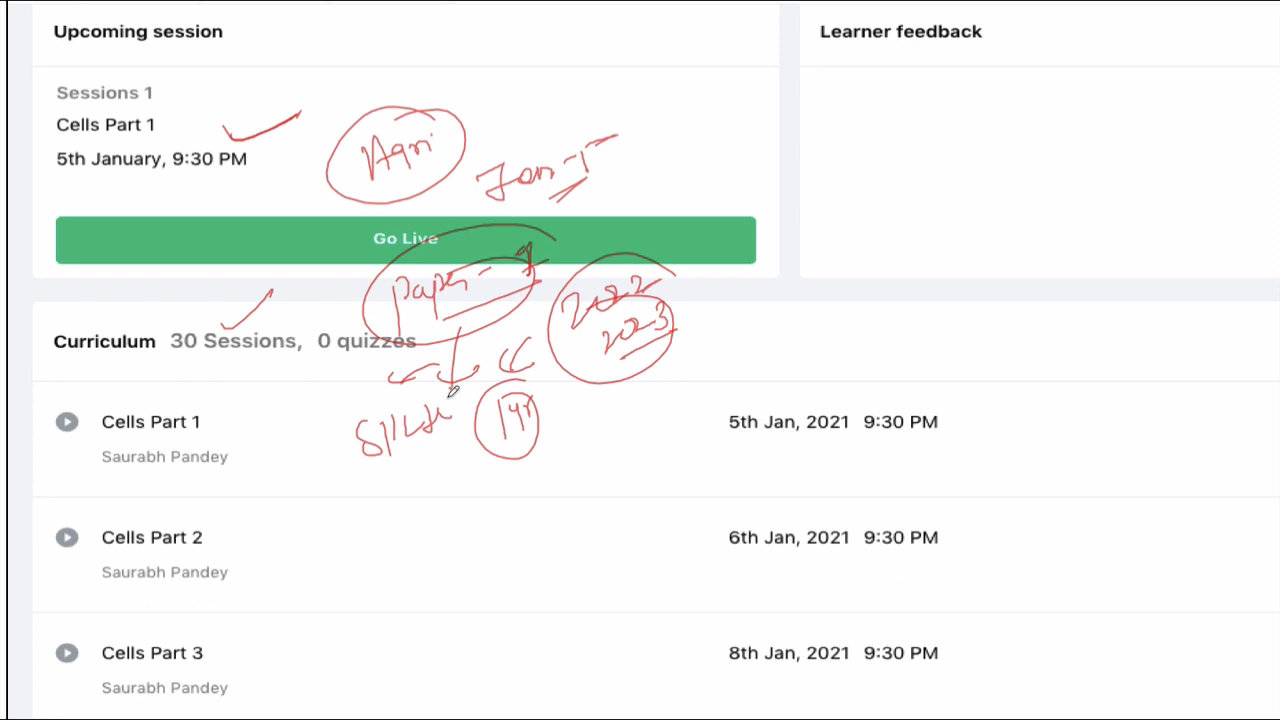 Upcoming session
Learner feedback
Sessions 1
Cells Part 1
5th January, 9:30 PM
Agri
Jan-5
Go Live
Paper-1
2022
2023
Curriculum 30 Sessions, 0 quizzes
1yr
Cells Part 1 5th Jan, 2021 9:30 PM
Saurabh Pandey
Cells Part 2 6th Jan, 2021 9:30 PM
Saurabh Pandey
Cells Part 3 8th Jan, 2021 9:30 PM
Saurabh Pandey